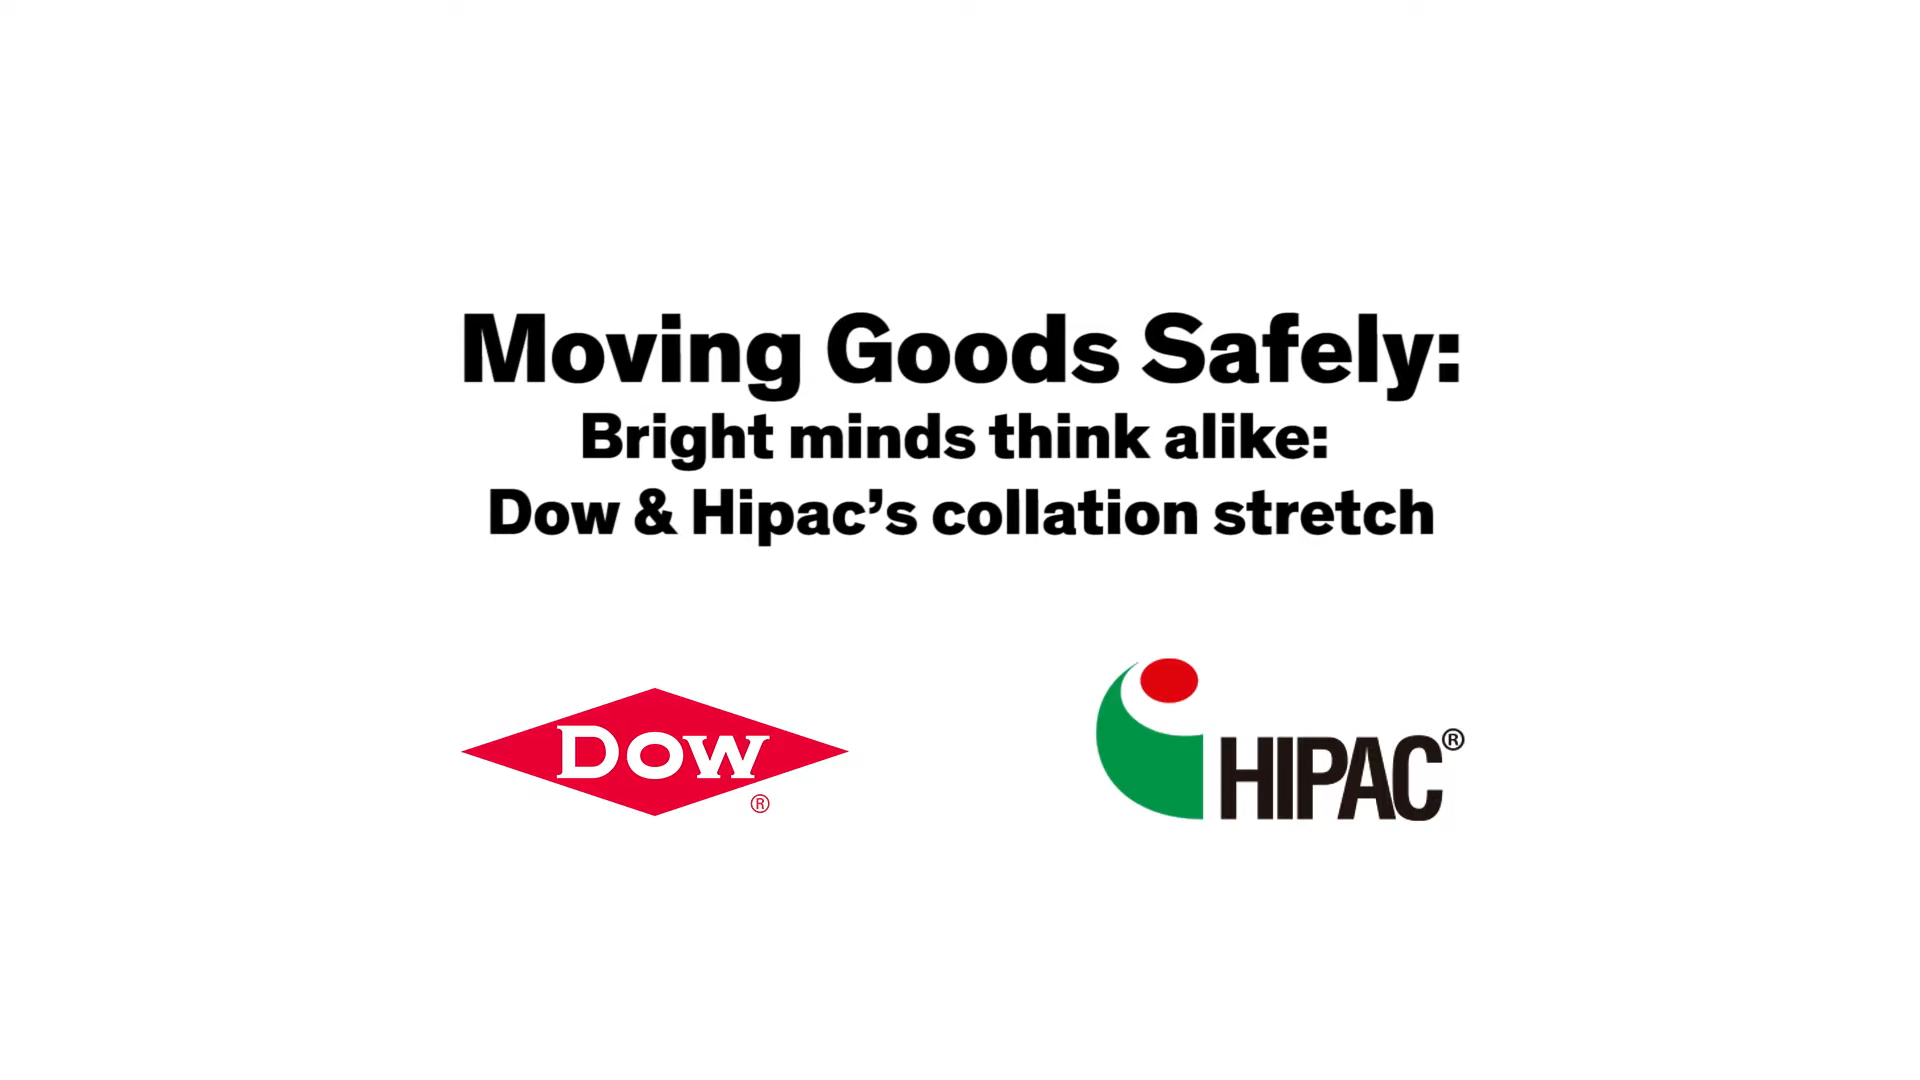 Moving Goods Safely:
Bright minds think alike:
Dow & Hipac’s collation stretch
Dow
®
HIPAC®